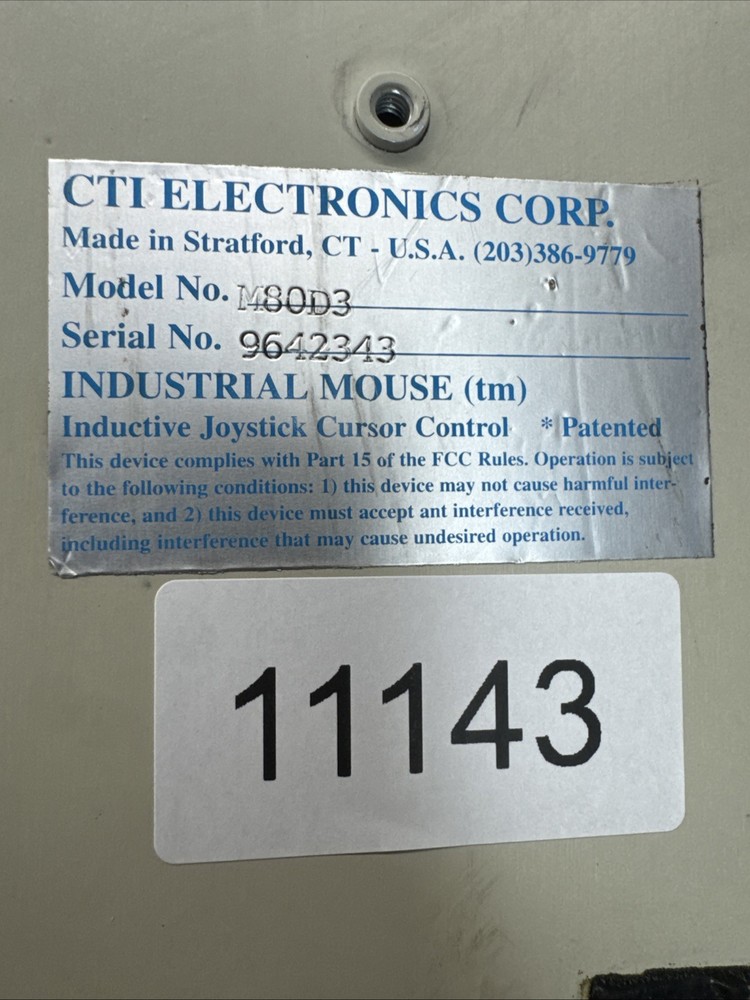 CTI ELECTRONICS CORP.
Made in Stratford, CT - U.S.A. (203)386-9779
Model No. M80D3
Serial No. 9642343
INDUSTRIAL MOUSE (tm)
Inductive Joystick Cursor Control * Patented
This device complies with Part 15 of the FCC Rules. Operation is subject
to the following conditions: 1) this device may not cause harmful inter-
ference, and 2) this device must accept ant interference received,
including interference that may cause undesired operation.
11143